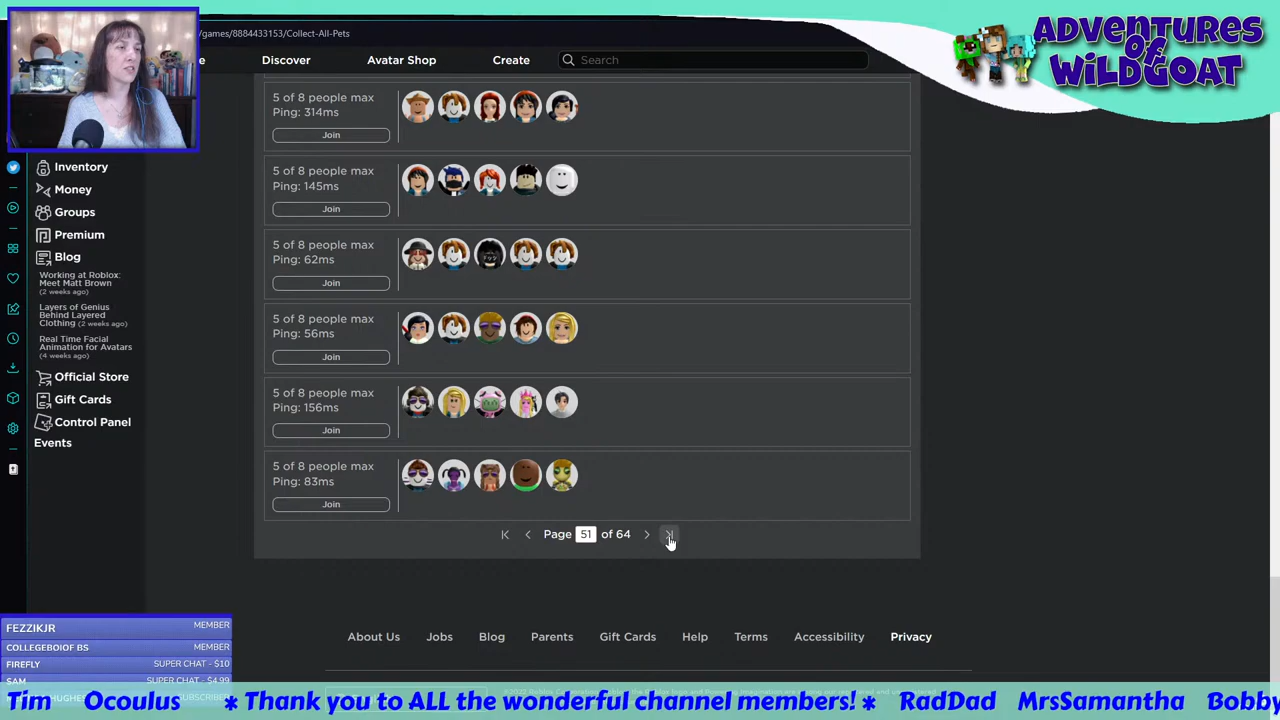 /games/8884433153/Collect-All-Pets
Adventures
of
WildGoat
Discover
Avatar Shop
Create
Search
5 of 8 people max
Ping: 314ms
Join
5 of 8 people max
Ping: 145ms
Join
5 of 8 people max
Ping: 62ms
Join
5 of 8 people max
Ping: 56ms
Join
5 of 8 people max
Ping: 156ms
Join
5 of 8 people max
Ping: 83ms
Join
Inventory
Money
Groups
Premium
Blog
Working at Roblox:
Meet Matt Brown
(2 weeks ago)
Layers of Genius
Behind Layered
Clothing (2 weeks ago)
Real Time Facial
Animation for Avatars
(4 weeks ago)
Official Store
Gift Cards
Control Panel
Events
Page 51 of 64
About Us
Jobs
Blog
Parents
Gift Cards
Help
Terms
Accessibility
Privacy
FEZZIKJR MEMBER
COLLEGEBOIOF BS MEMBER
FIREFLY SUPER CHAT - $10
SAM SUPER CHAT - $4.99
Tim Oculus * Thank you to ALL the wonderful channel members! * RadDad MrsSamantha Bobby